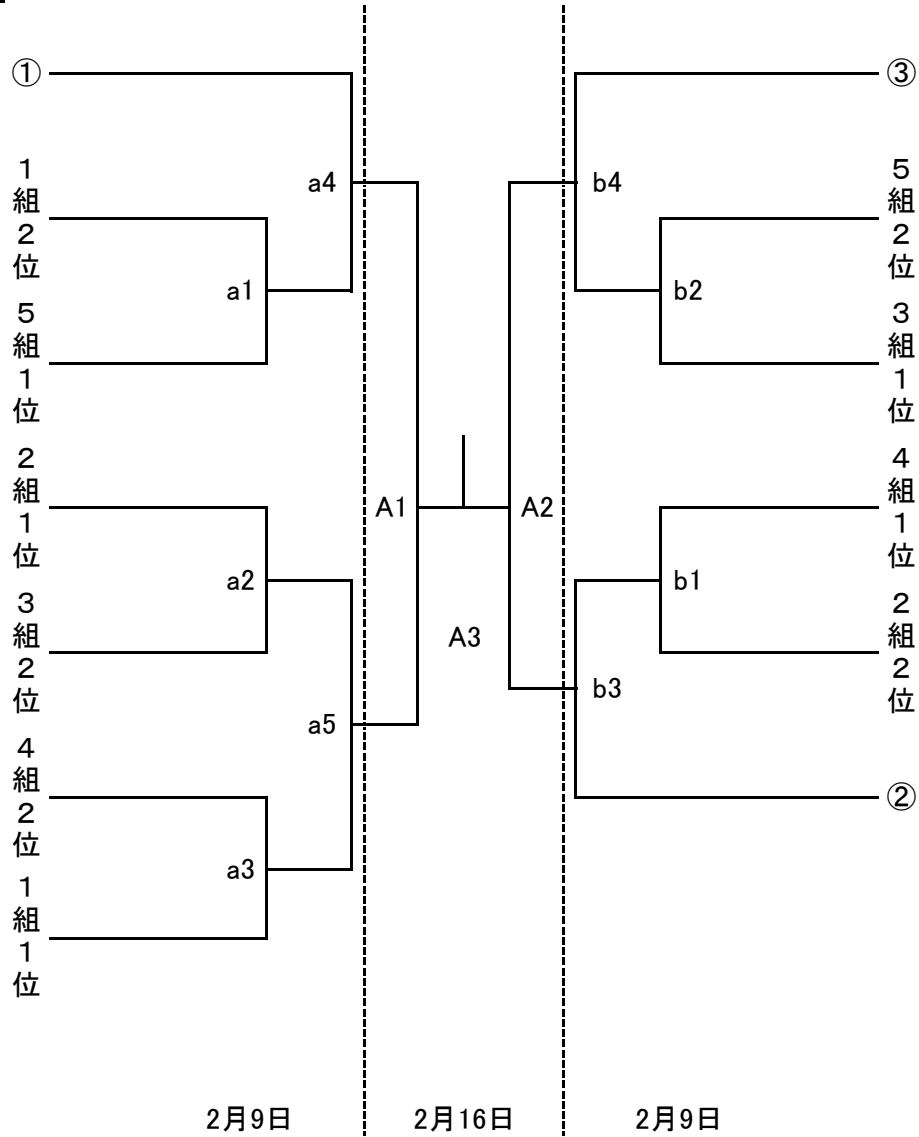 ①
1組2位
a4
a1
5組1位
2組1位
A1
a2
3組2位
a5
4組2位
a3
1組1位
A3
③
5組2位
b4
b2
3組1位
4組1位
A2
b1
2組2位
b3
②
2月9日
2月16日
2月9日